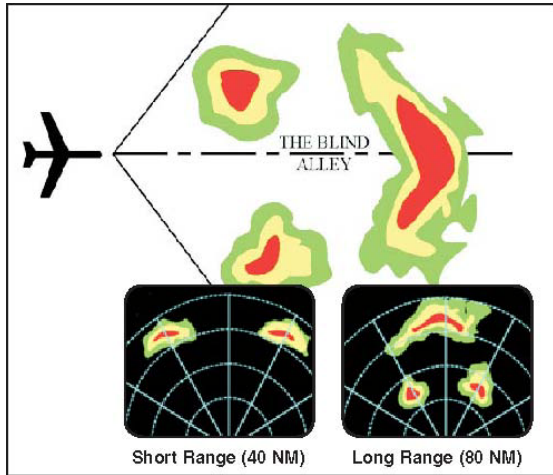 THE BLIND
ALLEY
Short Range (40 NM)
Long Range (80 NM)